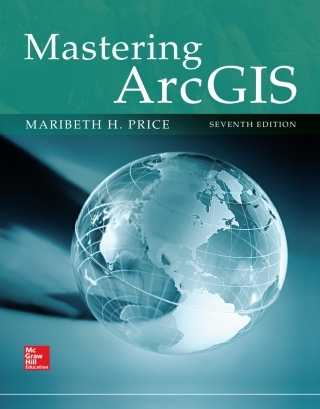 Mastering
ArcGIS
MARIBETH H. PRICE
SEVENTH EDITION
Mc
Graw
Hill
Education